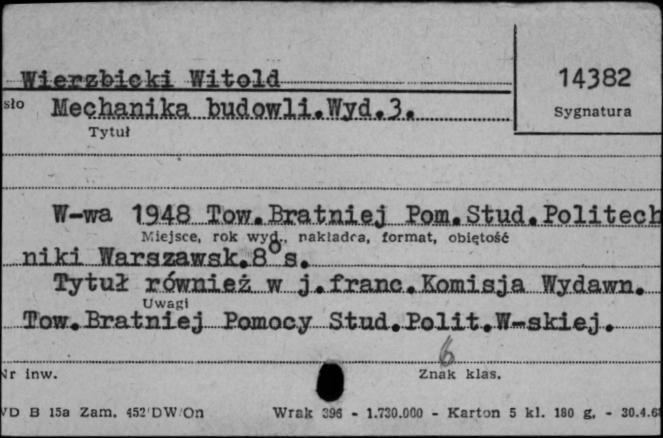 Wierzbicki Witold
14382
sło Mechanika budowli.Wyd.3.
Sygnatura
Tytuł
W-wa 1948 Tow.Bratniej Pom.Stud.Politech
Miejsce, rok wyd., nakładca, format, objętość
niki Warszawsk.8° s.
Tytuł również w j.franc.Komisja Wydawn.
Uwagi
Tow.Bratniej Pomocy Stud.Polit.W-skiej.
6
Nr inw.
Znak klas.
VD B 15a Zam. 452/DW/On Wrak 396 - 1.730.000 - Karton 5 kl. 180 g. - 30.4.68